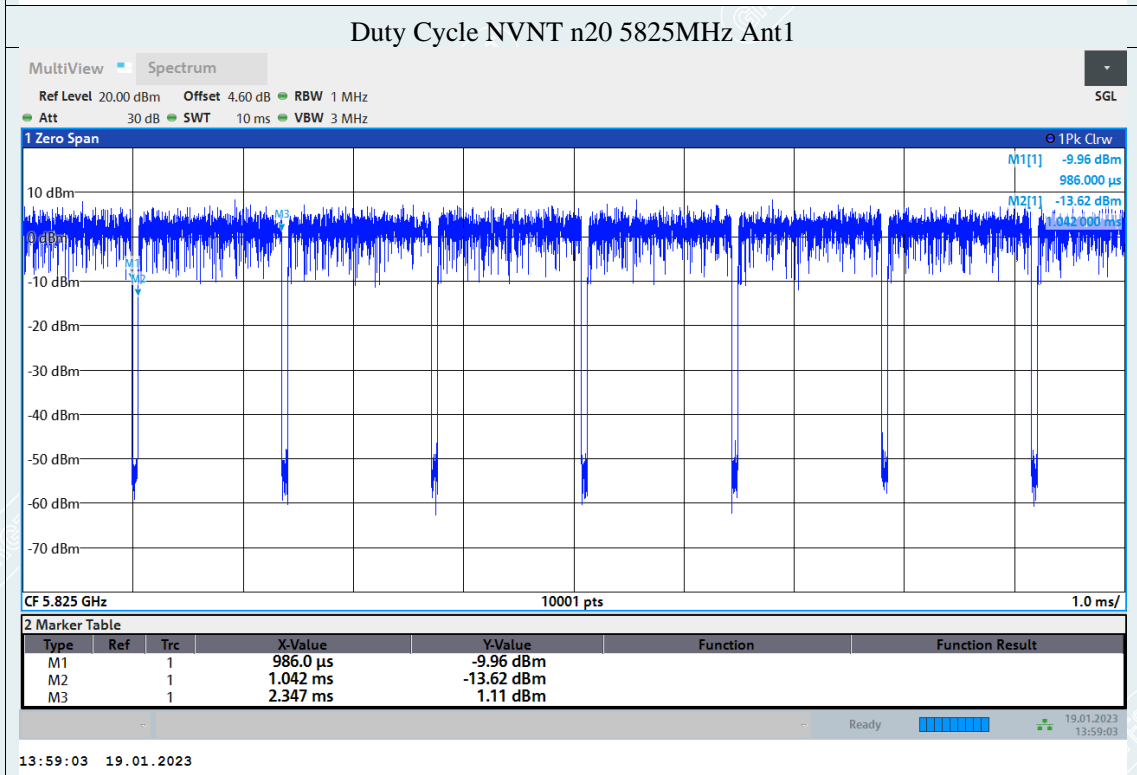 Duty Cycle NVNT n20 5825MHz Ant1
MultiView Spectrum
Ref Level 20.00 dBm Offset 4.60 dB RBW 1 MHz
SGL
Att 30 dB SWT 10 ms VBW 3 MHz
1 Zero Span 1Pk Clrw
M1[1] -9.96 dBm
986.000 µs
M2[1] -13.62 dBm
1.042000 ms
10 dBm
M3
0 dBm
M1
M2
-10 dBm
-20 dBm
-30 dBm
-40 dBm
-50 dBm
-60 dBm
-70 dBm
CF 5.825 GHz 10001 pts 1.0 ms/
2 Marker Table
Type Ref Trc X-Value Y-Value Function Function Result
M1 1 986.0 µs -9.96 dBm
M2 1 1.042 ms -13.62 dBm
M3 1 2.347 ms 1.11 dBm
Ready 19.01.2023
13:59:03
13:59:03 19.01.2023